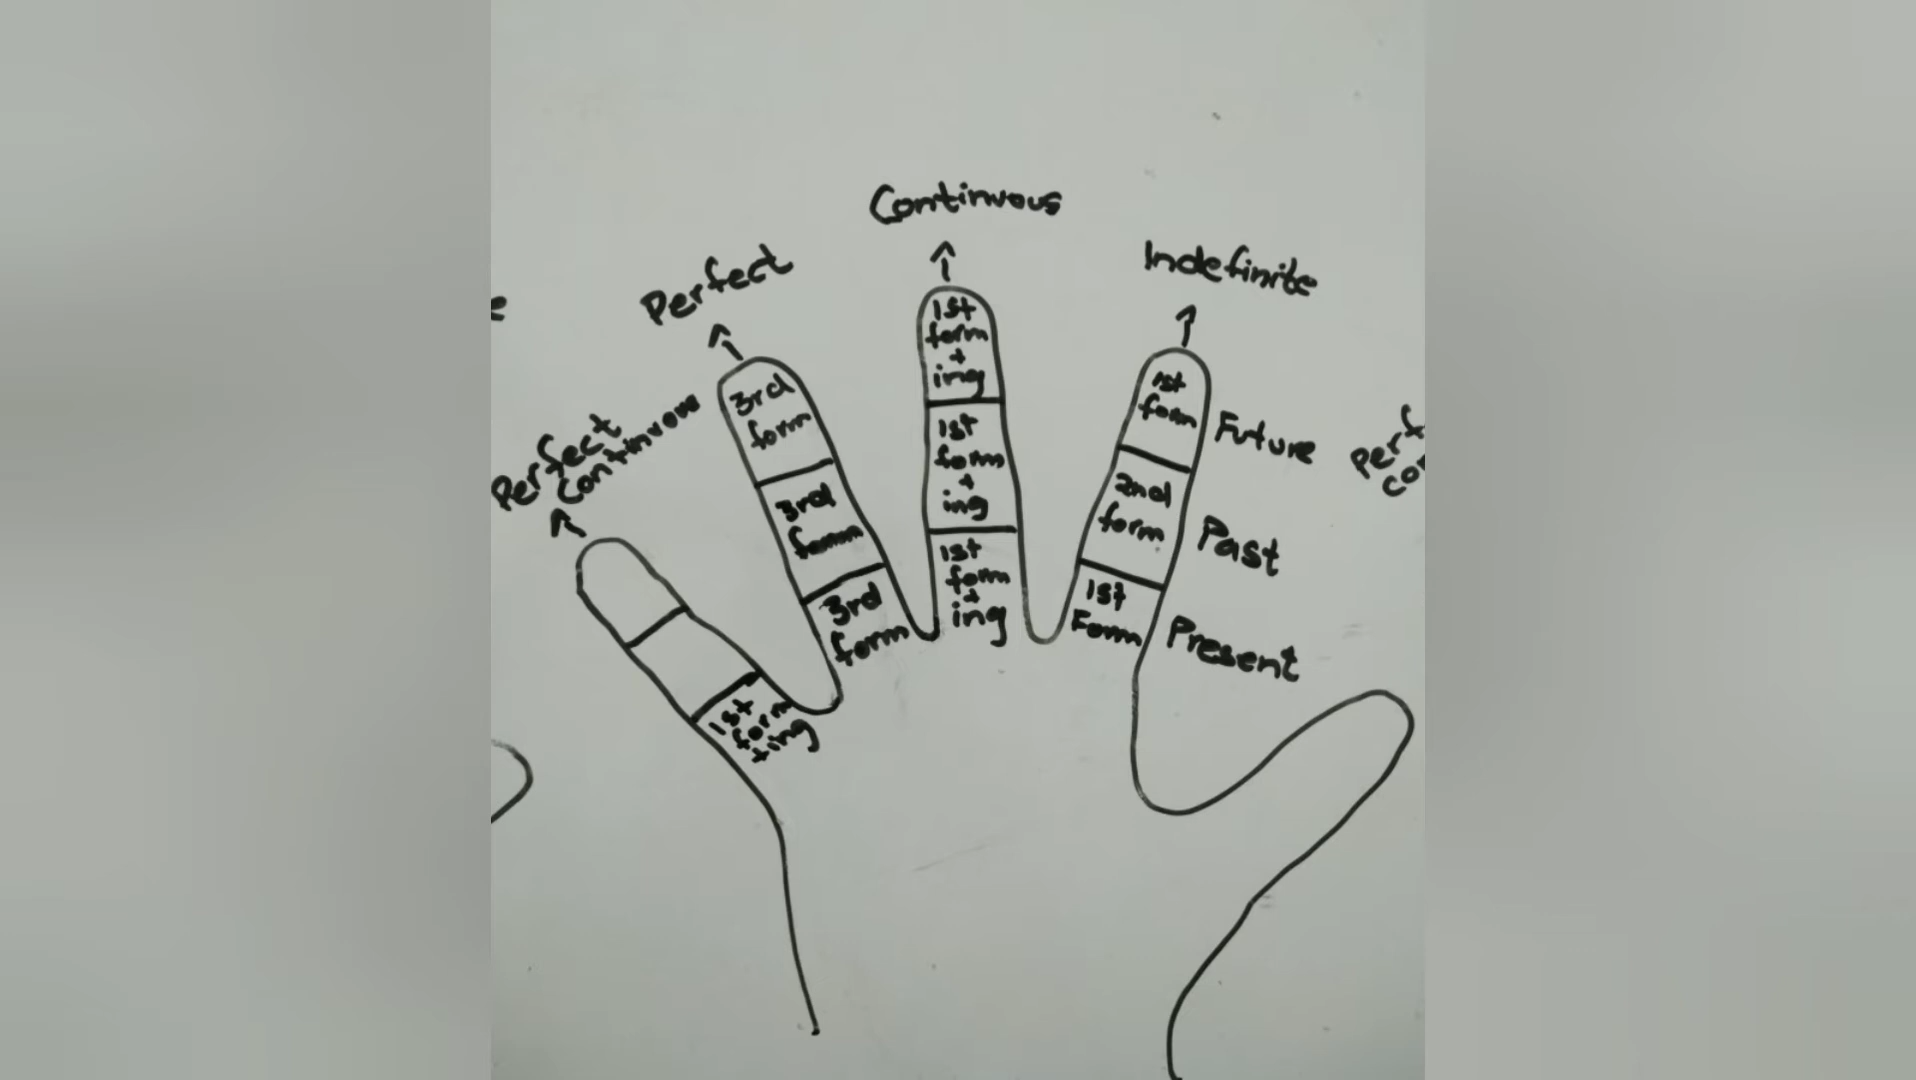 Continuous
Perfect
Indefinite
Perfect
Continuous
3rd
form
3rd
form
3rd
form
1st
form
+
ing
1st
form
+
ing
1st
form
+
ing
1st
form
2nd
form
1st
Form
Future
Past
Present
1st
form
+ing